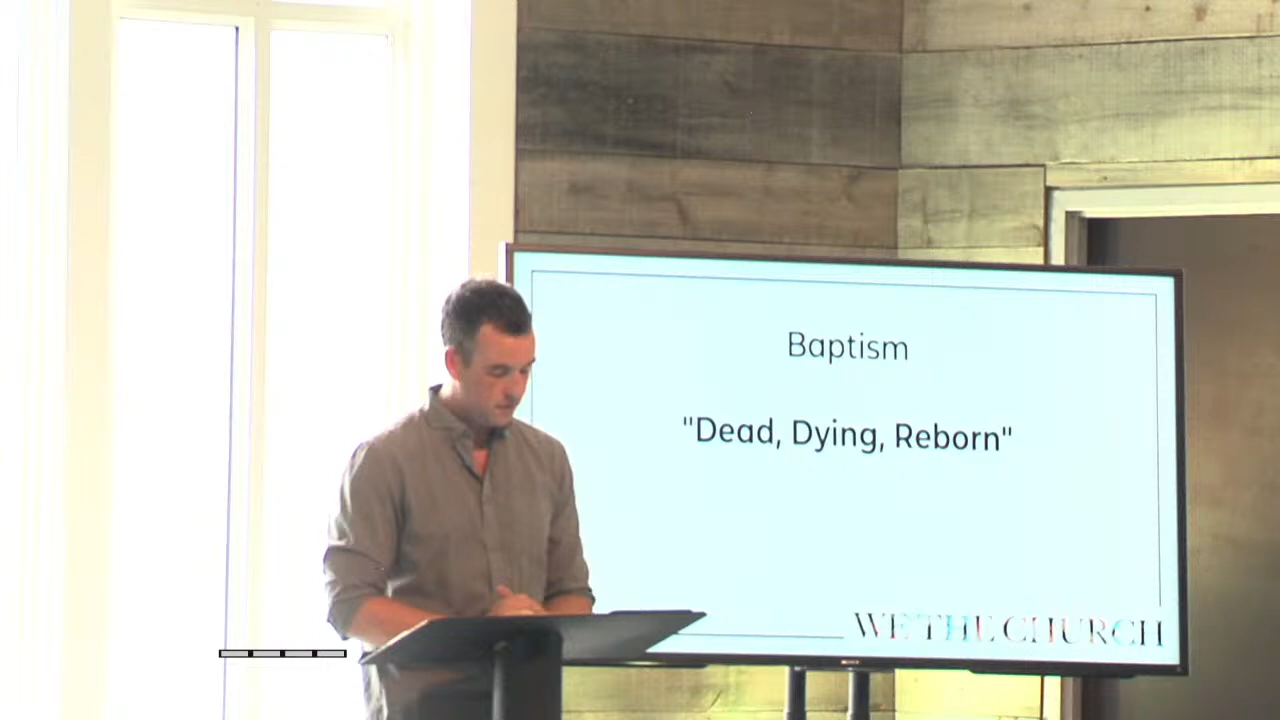 Baptism
"Dead, Dying, Reborn"
WE THE CHURCH